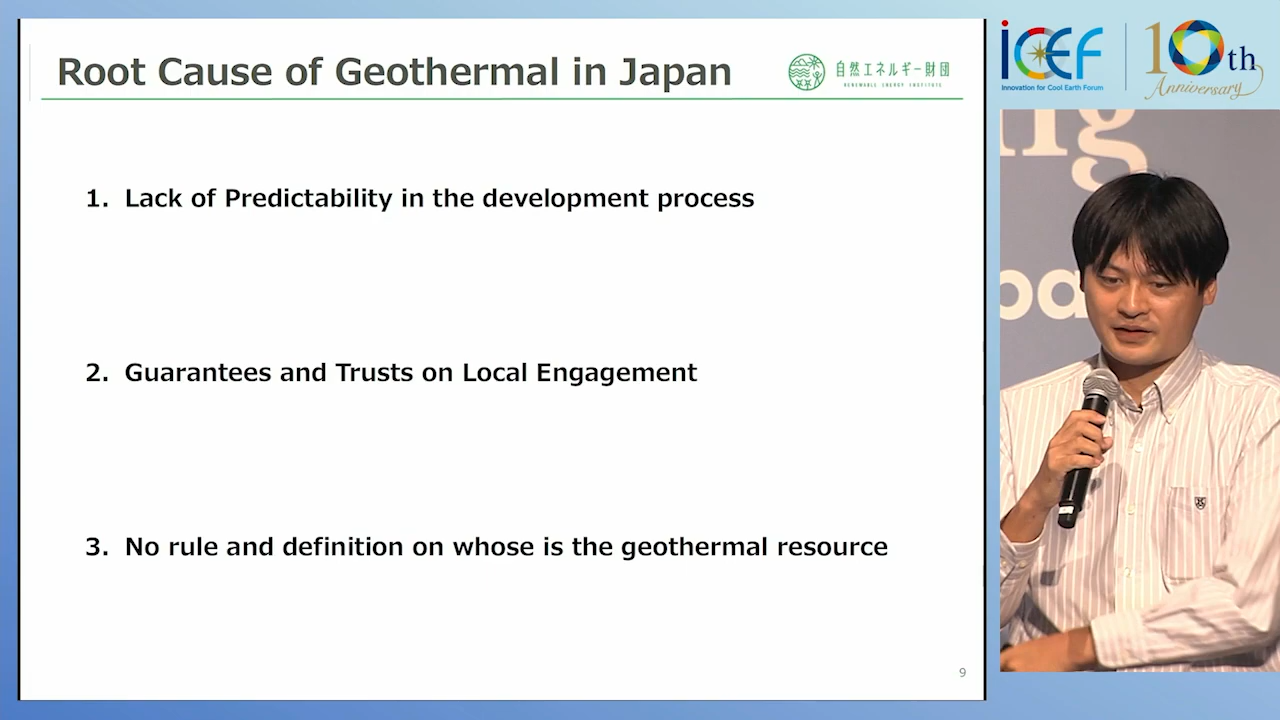 Root Cause of Geothermal in Japan
自然エネルギー財団
RENEWABLE ENERGY INSTITUTE
1. Lack of Predictability in the development process
2. Guarantees and Trusts on Local Engagement
3. No rule and definition on whose is the geothermal resource
9
ICEF
Innovation for Cool Earth Forum
10th
Anniversary